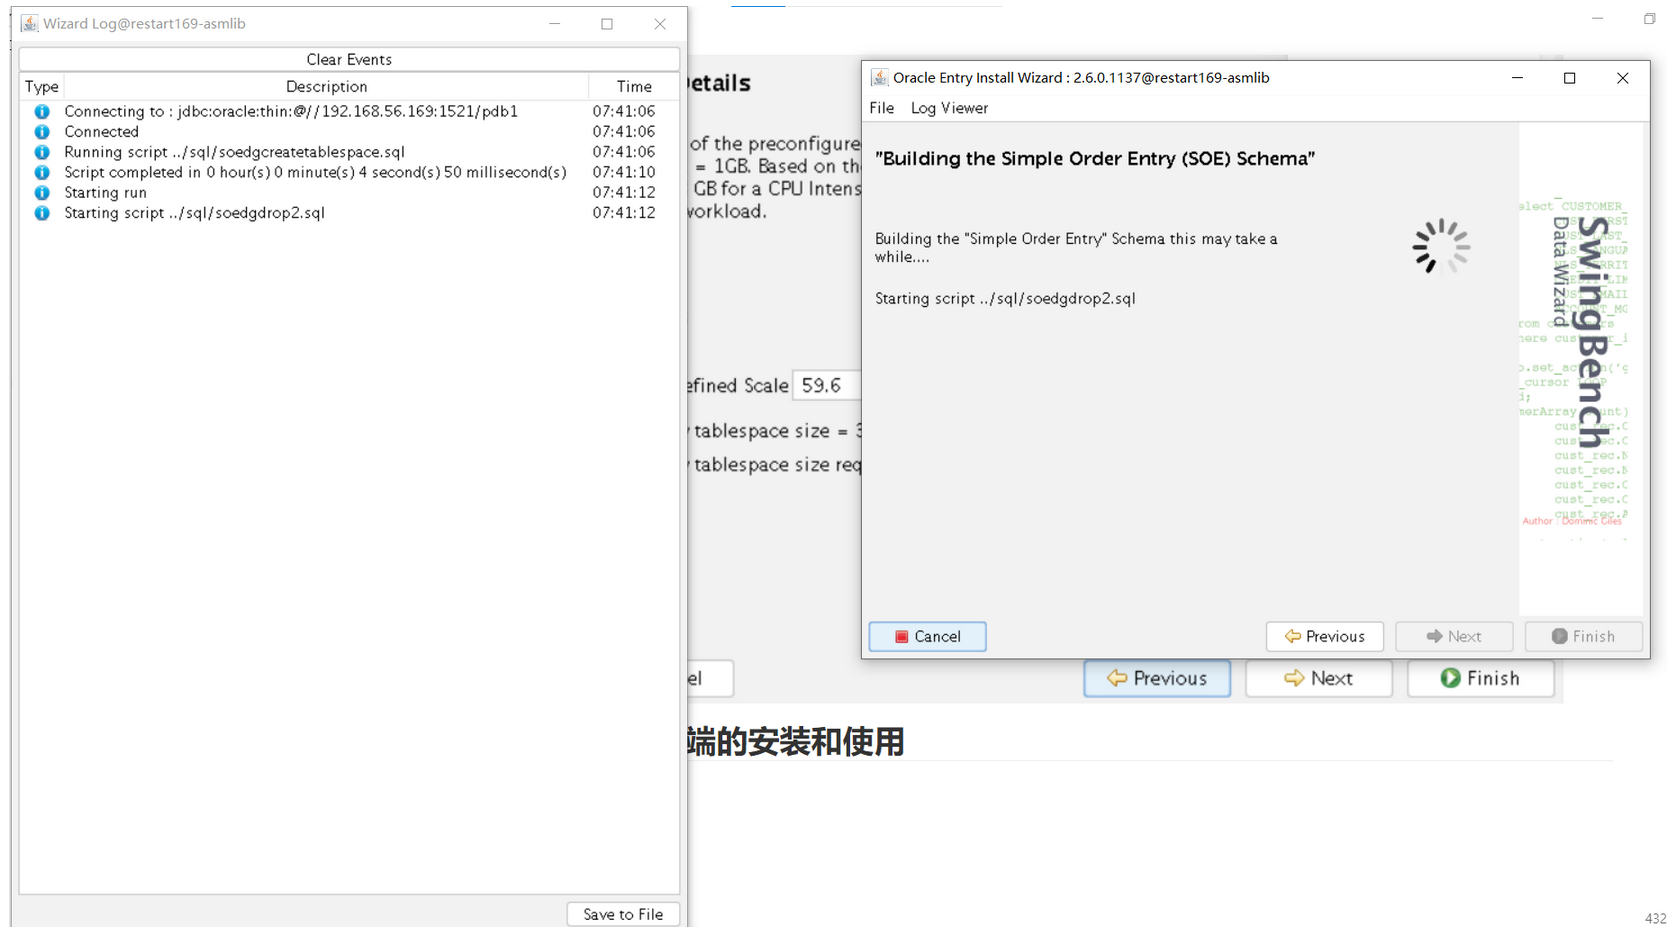 Wizard Log@restart169-asmlib
Clear Events
Type Description Time
Connecting to : jdbc:oracle:thin:@//192.168.56.169:1521/pdb1 07:41:06
Connected 07:41:06
Running script ../sql/soedgcreatetablespace.sql 07:41:06
Script completed in 0 hour(s) 0 minute(s) 4 second(s) 50 millisecond(s) 07:41:10
Starting run 07:41:12
Starting script ../sql/soedgdrop2.sql 07:41:12
Save to File
etails
of the preconfigure
= 1GB. Based on th
GB for a CPU Intens
workload.
efined Scale 59.6
tablespace size = 3
tablespace size req
el
Previous
Next
Finish
端的安装和使用
Oracle Entry Install Wizard : 2.6.0.1137@restart169-asmlib
File Log Viewer
"Building the Simple Order Entry (SOE) Schema"
Building the "Simple Order Entry" Schema this may take a
while....
Starting script ../sql/soedgdrop2.sql
SwingBench
Data Wizard
Author : Dominic Giles
Cancel
Previous
Next
Finish
432